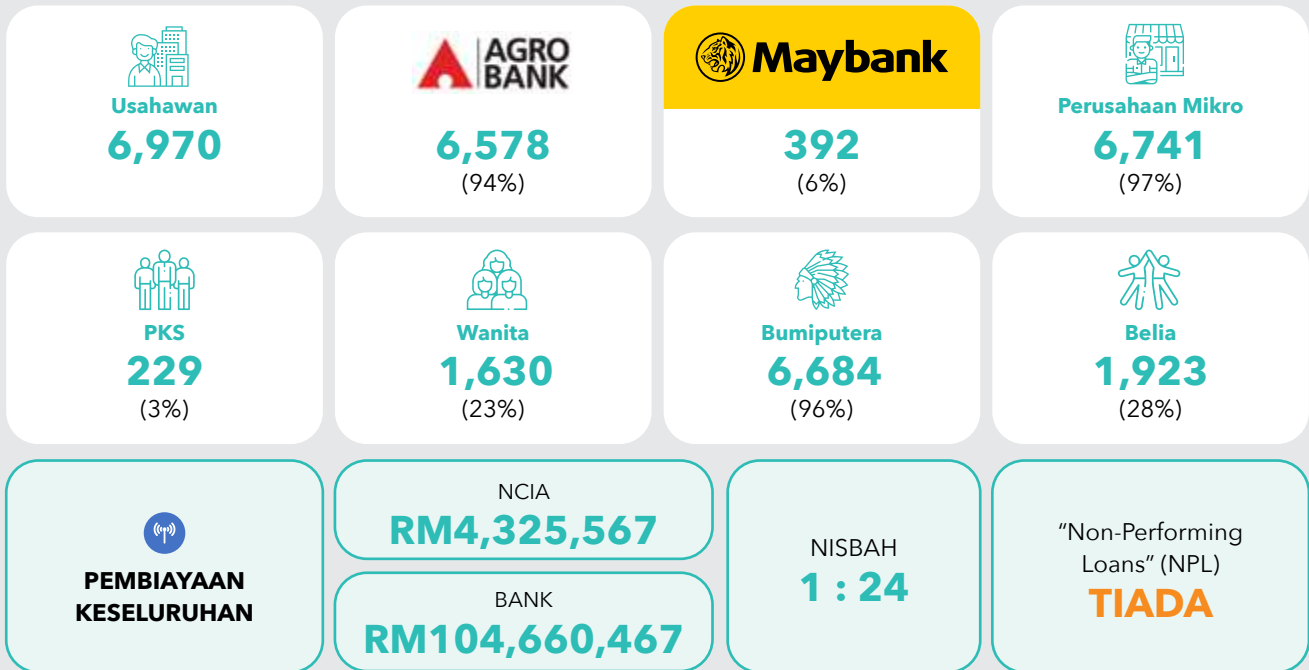 Usahawan
6,970
AGRO
BANK
6,578
(94%)
Maybank
392
(6%)
Perusahaan Mikro
6,741
(97%)
PKS
229
(3%)
Wanita
1,630
(23%)
Bumiputera
6,684
(96%)
Belia
1,923
(28%)
PEMBIAYAAN
KESELURUHAN
NCIA
RM4,325,567
BANK
RM104,660,467
NISBAH
1 : 24
“Non-Performing
Loans” (NPL)
TIADA